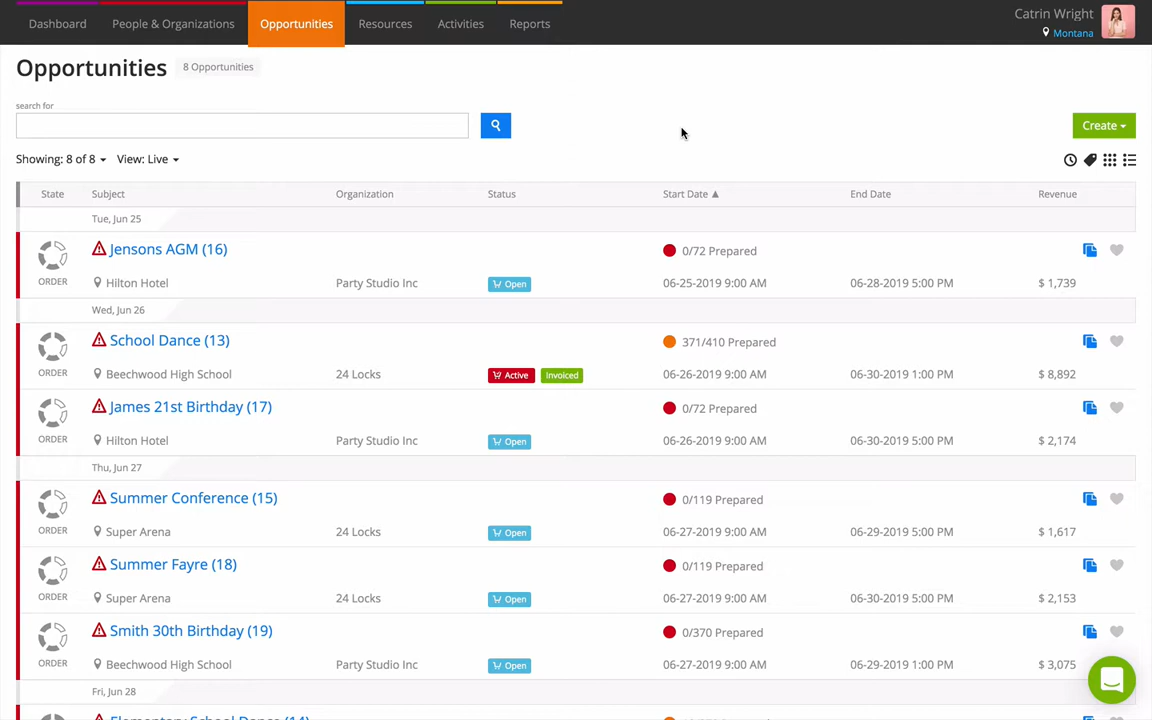 Dashboard People & Organizations Opportunities Resources Activities Reports
Catrin Wright
Montana
Opportunities 8 Opportunities
search for
Create
Showing: 8 of 8 View: Live
State Subject Organization Status Start Date ▲ End Date Revenue
Tue, Jun 25
Jensons AGM (16) 0/72 Prepared
ORDER Hilton Hotel Party Studio Inc Open 06-25-2019 9:00 AM 06-28-2019 5:00 PM $ 1,739
Wed, Jun 26
School Dance (13) 371/410 Prepared
ORDER Beechwood High School 24 Locks Active Invoiced 06-26-2019 9:00 AM 06-30-2019 1:00 PM $ 8,892
James 21st Birthday (17) 0/72 Prepared
ORDER Hilton Hotel Party Studio Inc Open 06-26-2019 9:00 AM 06-30-2019 5:00 PM $ 2,174
Thu, Jun 27
Summer Conference (15) 0/119 Prepared
ORDER Super Arena 24 Locks Open 06-27-2019 9:00 AM 06-29-2019 5:00 PM $ 1,617
Summer Fayre (18) 0/119 Prepared
ORDER Super Arena 24 Locks Open 06-27-2019 9:00 AM 06-30-2019 5:00 PM $ 2,153
Smith 30th Birthday (19) 0/370 Prepared
ORDER Beechwood High School Party Studio Inc Open 06-27-2019 9:00 AM 06-29-2019 1:00 PM $ 3,075
Fri, Jun 28
Elementary School Dance (14)